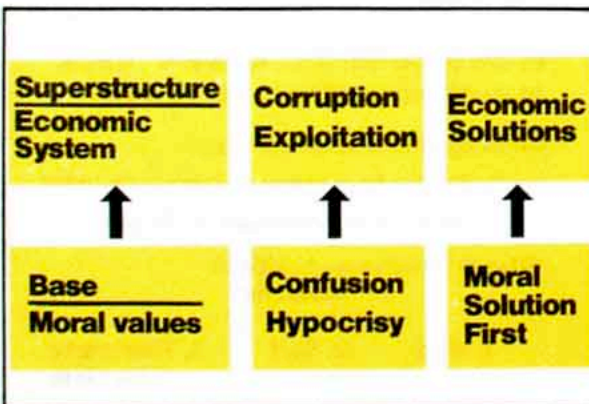 Superstructure
Economic
System
Corruption
Exploitation
Economic
Solutions
Base
Moral values
Confusion
Hypocrisy
Moral
Solution
First